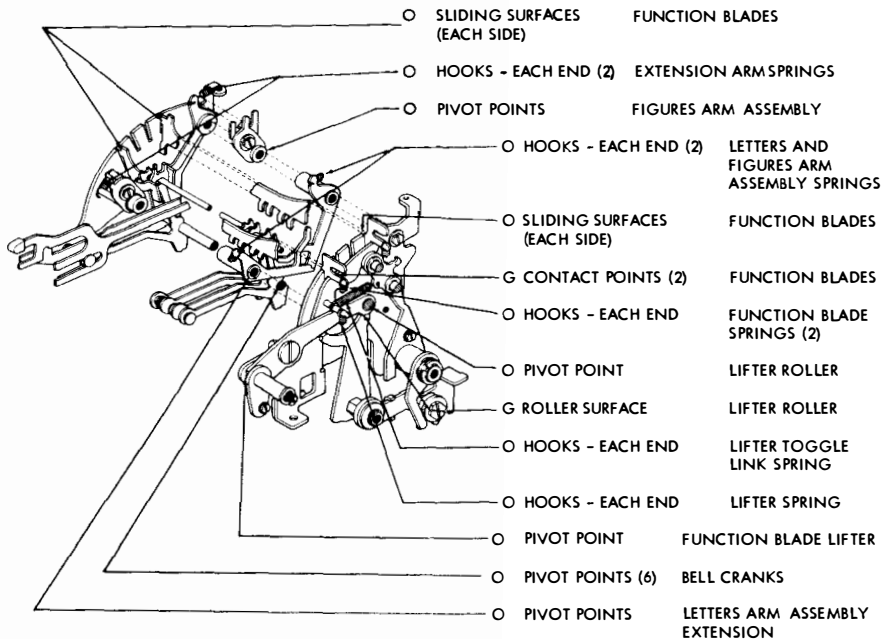 O SLIDING SURFACES FUNCTION BLADES
(EACH SIDE)
O HOOKS - EACH END (2) EXTENSION ARM SPRINGS
O PIVOT POINTS FIGURES ARM ASSEMBLY
O HOOKS - EACH END (2) LETTERS AND
FIGURES ARM
ASSEMBLY SPRINGS
O SLIDING SURFACES FUNCTION BLADES
(EACH SIDE)
G CONTACT POINTS (2) FUNCTION BLADES
O HOOKS - EACH END FUNCTION BLADE
SPRINGS (2)
O PIVOT POINT LIFTER ROLLER
G ROLLER SURFACE LIFTER ROLLER
O HOOKS - EACH END LIFTER TOGGLE
LINK SPRING
O HOOKS - EACH END LIFTER SPRING
O PIVOT POINT FUNCTION BLADE LIFTER
O PIVOT POINTS (6) BELL CRANKS
O PIVOT POINTS LETTERS ARM ASSEMBLY
EXTENSION